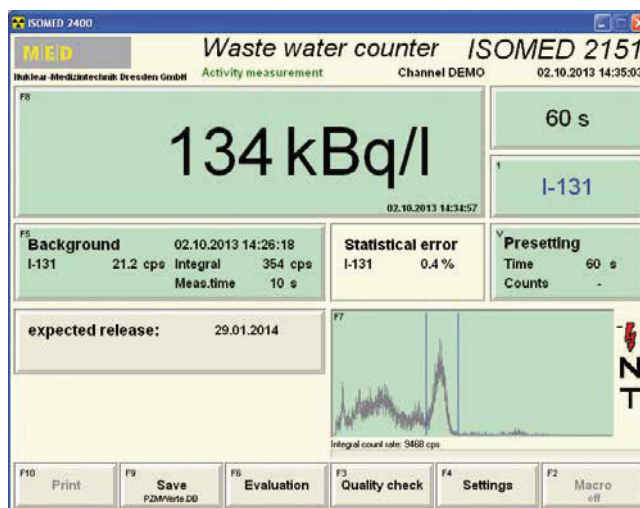 ISOMED 2400
MED
Nuklear-Medizintechnik Dresden GmbH
Waste water counter ISOMED 2151
Activity measurement Channel DEMO 02.10.2013 14:35:03
F8
134 kBq/l
02.10.2013 14:34:57
60 s
1
I-131
F5
Background 02.10.2013 14:26:18
I-131 21.2 cps Integral 354 cps
Meas.time 10 s
Statistical error
I-131 0.4 %
V
Presetting
Time 60 s
Counts -
expected release: 29.01.2014
F7
Integral count rate: 9468 cps
N
T
F10
Print
F9
Save
PZMWerte.DB
F6
Evaluation
F3
Quality check
F4
Settings
F2
Macro
off